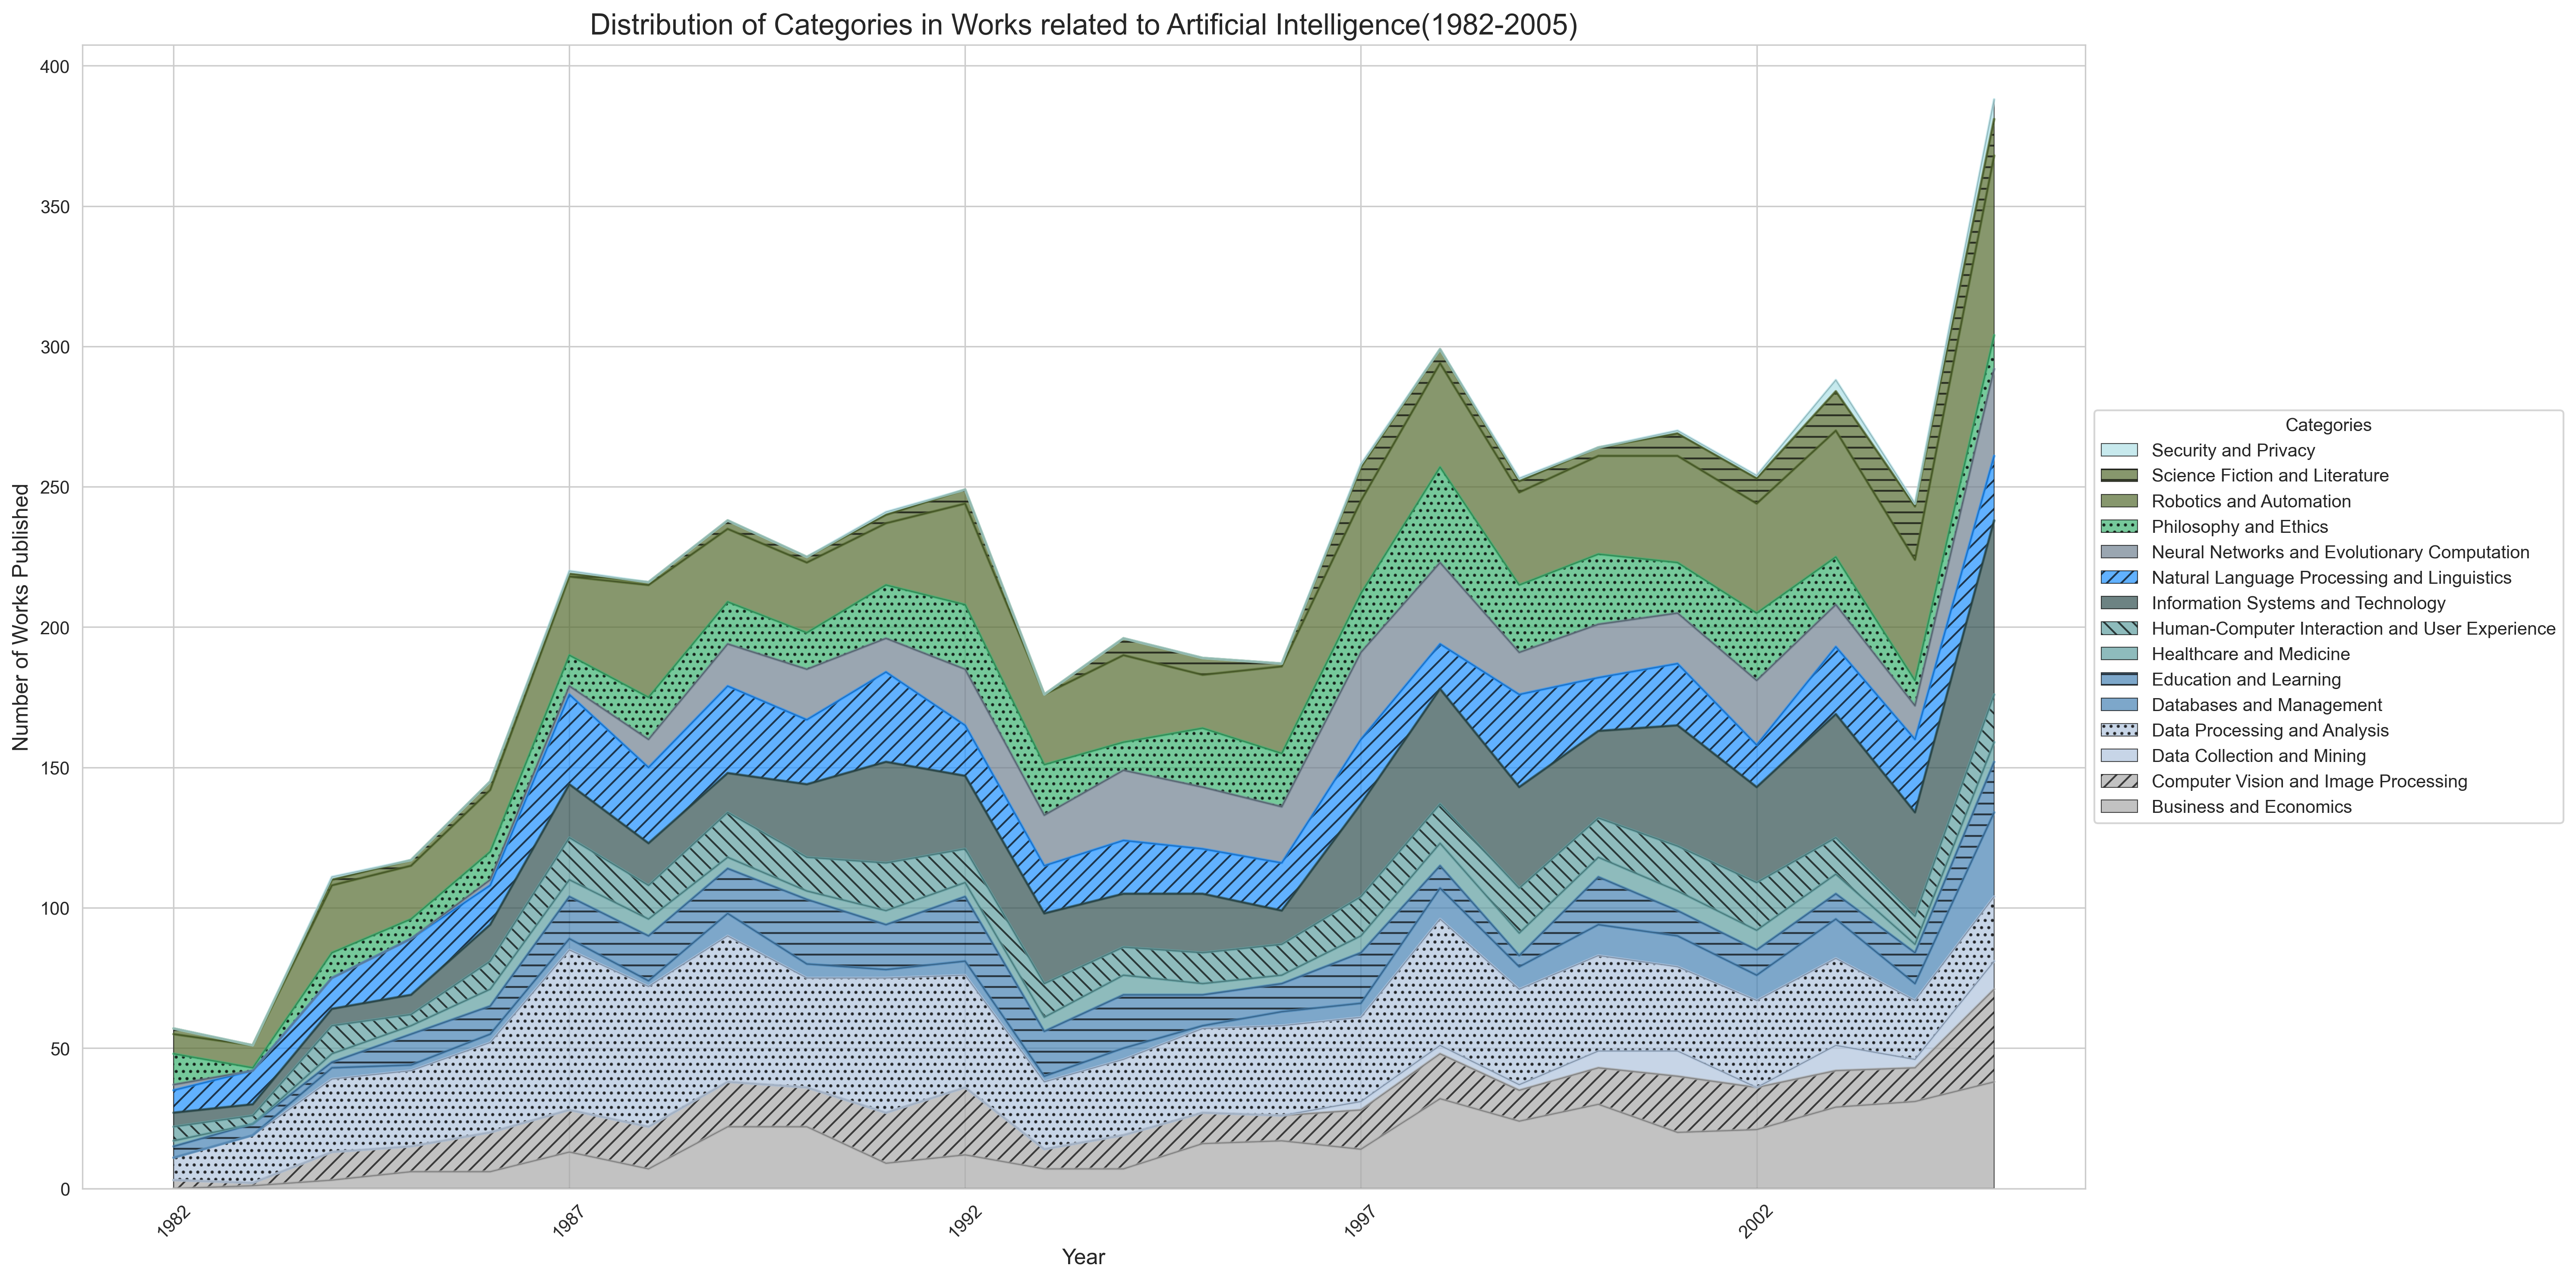 Distribution of Categories in Works related to Artificial Intelligence(1982-2005)
Number of Works Published
400
350
300
250
200
150
100
50
0
1982
1987
1992
1997
2002
Year
Categories
Security and Privacy
Science Fiction and Literature
Robotics and Automation
Philosophy and Ethics
Neural Networks and Evolutionary Computation
Natural Language Processing and Linguistics
Information Systems and Technology
Human-Computer Interaction and User Experience
Healthcare and Medicine
Education and Learning
Databases and Management
Data Processing and Analysis
Data Collection and Mining
Computer Vision and Image Processing
Business and Economics